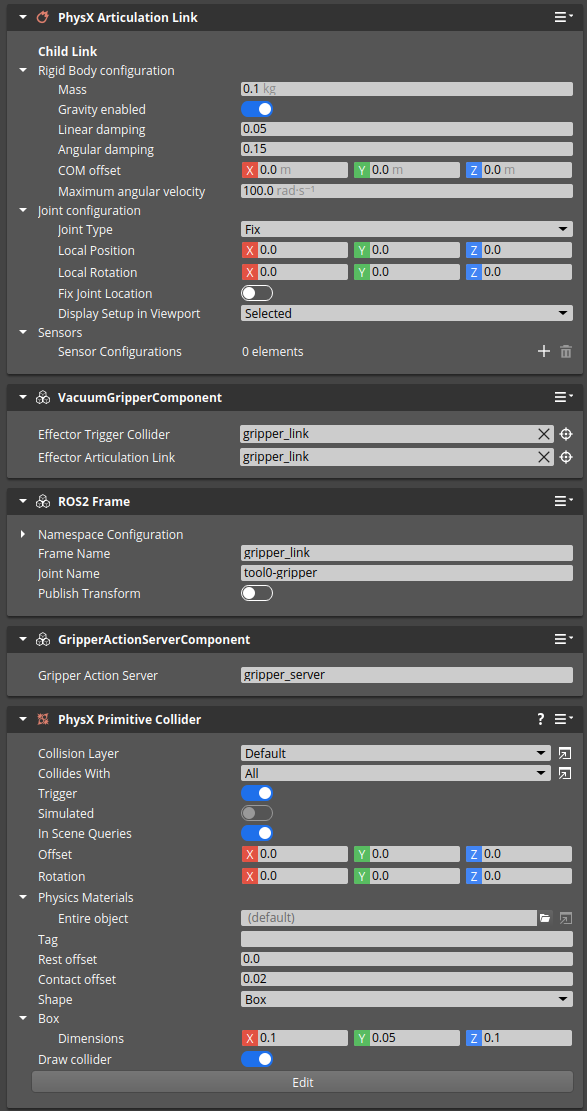 PhysX Articulation Link
Child Link
Rigid Body configuration
Mass 0.1 kg
Gravity enabled
Linear damping 0.05
Angular damping 0.15
COM offset X 0.0 m Y 0.0 m Z 0.0 m
Maximum angular velocity 100.0 rad·s⁻¹
Joint configuration
Joint Type Fix
Local Position X 0.0 Y 0.0 Z 0.0
Local Rotation X 0.0 Y 0.0 Z 0.0
Fix Joint Location
Display Setup in Viewport Selected
Sensors
Sensor Configurations 0 elements
VacuumGripperComponent
Effector Trigger Collider gripper_link
Effector Articulation Link gripper_link
ROS2 Frame
Namespace Configuration
Frame Name gripper_link
Joint Name tool0-gripper
Publish Transform
GripperActionServerComponent
Gripper Action Server gripper_server
PhysX Primitive Collider ?
Collision Layer Default
Collides With All
Trigger
Simulated
In Scene Queries
Offset X 0.0 Y 0.0 Z 0.0
Rotation X 0.0 Y 0.0 Z 0.0
Physics Materials
Entire object (default)
Tag
Rest offset 0.0
Contact offset 0.02
Shape Box
Box
Dimensions X 0.1 Y 0.05 Z 0.1
Draw collider
Edit